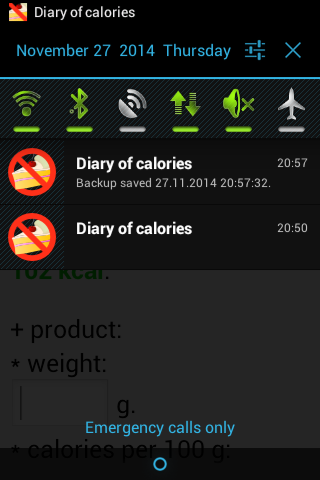 Diary of calories
November 27 2014 Thursday
Diary of calories 20:57
Backup saved 27.11.2014 20:57:32.
Diary of calories 20:50
102 kcal.
+ product:
* weight:
g.
Emergency calls only
* calories per 100 g: